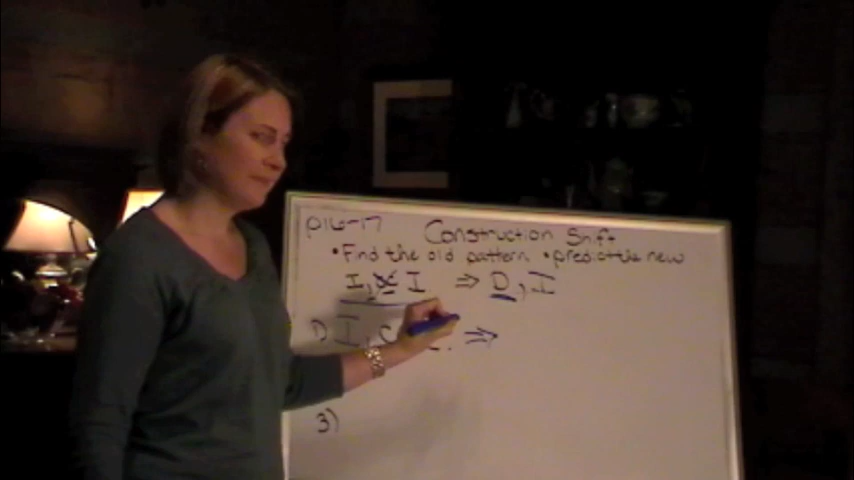 p16-17 Construction Shift
• Find the old pattern • predict the new
I, I ⇒ D, I
D I, C ⇒
3)